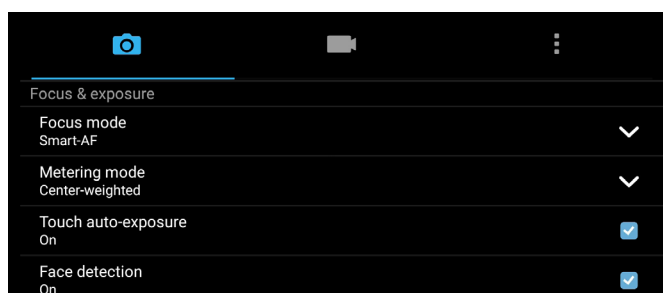 Focus & exposure
Focus mode
Smart-AF
Metering mode
Center-weighted
Touch auto-exposure
On
Face detection
On